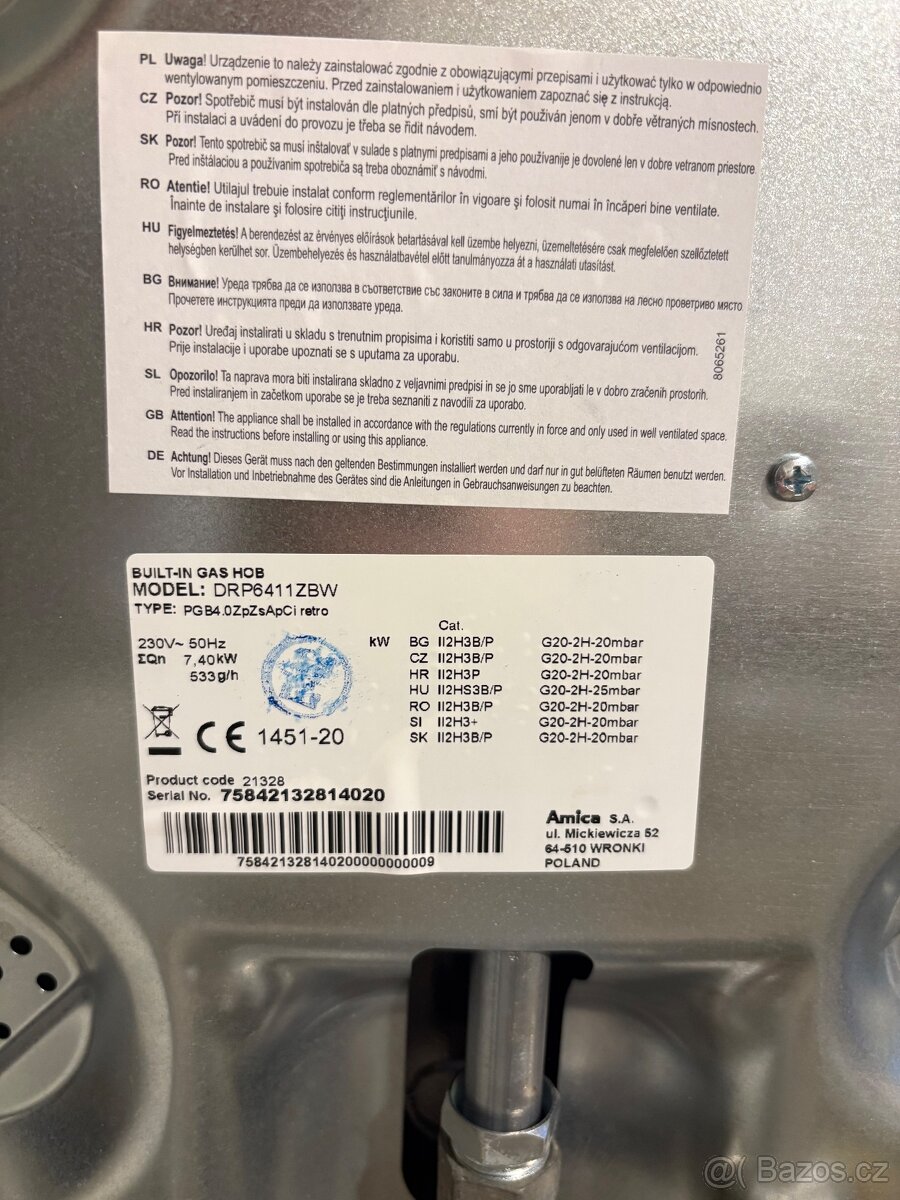 PL Uwaga! Urządzenie to należy zainstalować zgodnie z obowiązującymi przepisami i użytkować tylko w odpowiednio
wentylowanym pomieszczeniu. Przed zainstalowaniem i użytkowaniem zapoznać się z instrukcją.
CZ Pozor! Spotřebič musí být instalován dle platných předpisů, smí být používán jenom v dobře větraných místnostech.
Při instalaci a uvádění do provozu je třeba se řídit návodem.
SK Pozor! Tento spotrebič sa musi inštalovať v sulade s platnymi predpismi a jeho používanije je dovolené len v dobre vetranom priestore.
Pred inštáláciou a používanim spotrebiča sa treba oboznámiť s návodmi.
RO Atentie! Utilajul trebuie instalat conform reglementărilor în vigoare şi folosit numai în încăperi bine ventilate.
Înainte de instalare şi folosire citiţi instrucţiunile.
HU Figyelmeztetés! A berendezést az érvényes előírások betartásával kell üzembe helyezni, üzemeltetésére csak megfelelően szellőztetett
helységben kerülhet sor. Üzembehelyezés és használatbavétel előtt tanulmányozza át a használati utasítást.
BG Внимание! Уреда трябва да се използва в съответствие със законите в сила и трябва да се използва на лесно проветриво място
Прочетете инструкцията преди да използвате уреда.
HR Pozor! Uređaj instalirati u skladu s trenutnim propisima i koristiti samo u prostoriji s odgovarajućom ventilacijom.
Prije instalacije i uporabe upoznati se s uputama za uporabu.
8065261
SL Opozorilo! Ta naprava mora biti instalirana skladno z veljavnimi predpisi in se jo sme uporabljati le v dobro zračenih prostorih.
Pred instaliranjem in začetkom uporabe se je treba seznaniti z navodili za uporabo.
GB Attention! The appliance shall be installed in accordance with the regulations currently in force and only used in well ventilated space.
Read the instructions before installing or using this appliance.
DE Achtung! Dieses Gerät muss nach den geltenden Bestimmungen installiert werden und darf nur in gut belüfteten Räumen benutzt werden.
Vor Installation und Inbetriebnahme des Gerätes sind die Anleitungen in Gebrauchsanweisungen zu beachten.
BUILT-IN GAS HOB
MODEL: DRP6411ZBW
TYPE: PGB4.0ZpZsApCi retro
Cat.
230V~ 50Hz kW BG II2H3B/P G20-2H-20mbar
ΣQn 7,40kW CZ II2H3B/P G20-2H-20mbar
533g/h HR II2H3P G20-2H-20mbar
HU II2HS3B/P G20-2H-25mbar
RO II2H3B/P G20-2H-20mbar
SI II2H3+ G20-2H-20mbar
CE 1451-20 SK II2H3B/P G20-2H-20mbar
Product code 21328
Serial No. 75842132814020
758421328140200000000009
Amica S.A.
ul. Mickiewicza 52
64-510 WRONKI
POLAND
@( Bazos.cz